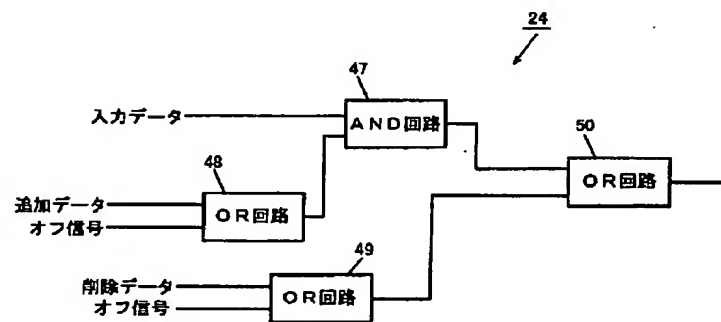 24
47
入力データ
AND回路
50
48
OR回路
追加データ
OR回路
オフ信号
49
削除データ
OR回路
オフ信号